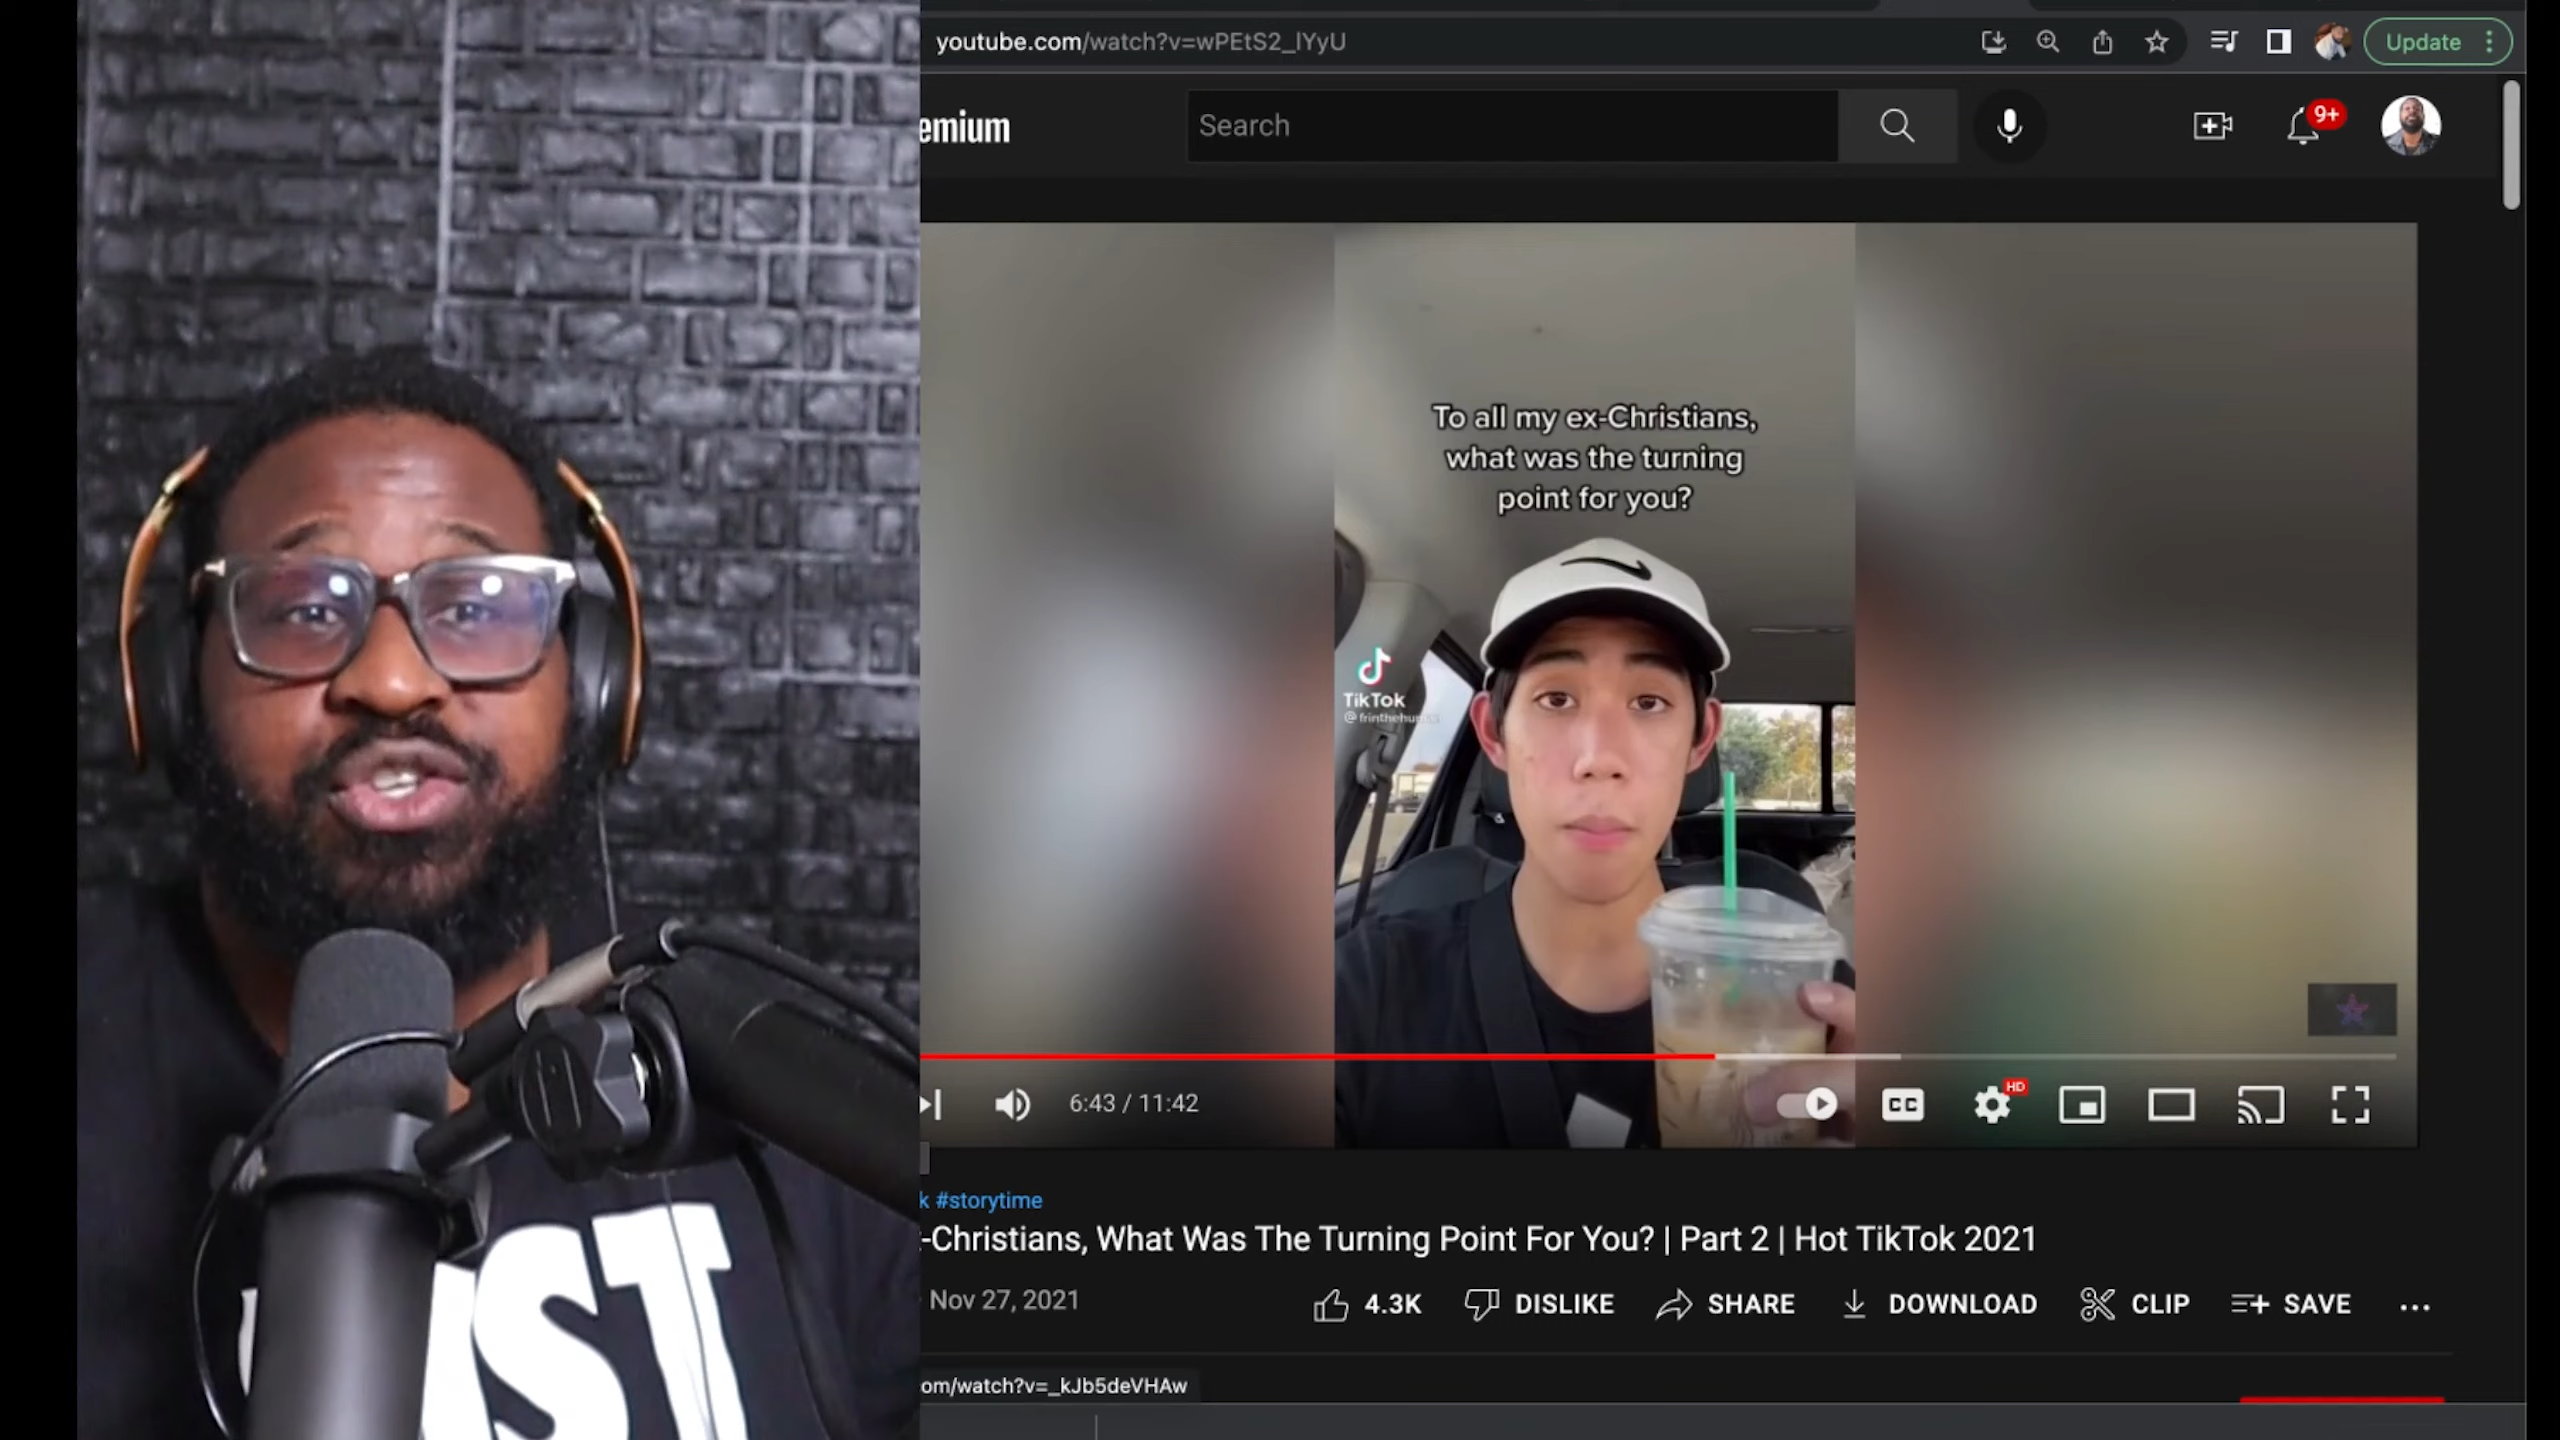 youtube.com/watch?v=wPEtS2_lYyU
Update
emium
Search
9+
To all my ex-Christians,
what was the turning
point for you?
TikTok
6:43 / 11:42
CC
HD
k #storytime
-Christians, What Was The Turning Point For You? | Part 2 | Hot TikTok 2021
Nov 27, 2021
4.3K
DISLIKE
SHARE
DOWNLOAD
CLIP
SAVE
om/watch?v=_kJb5deVHAw